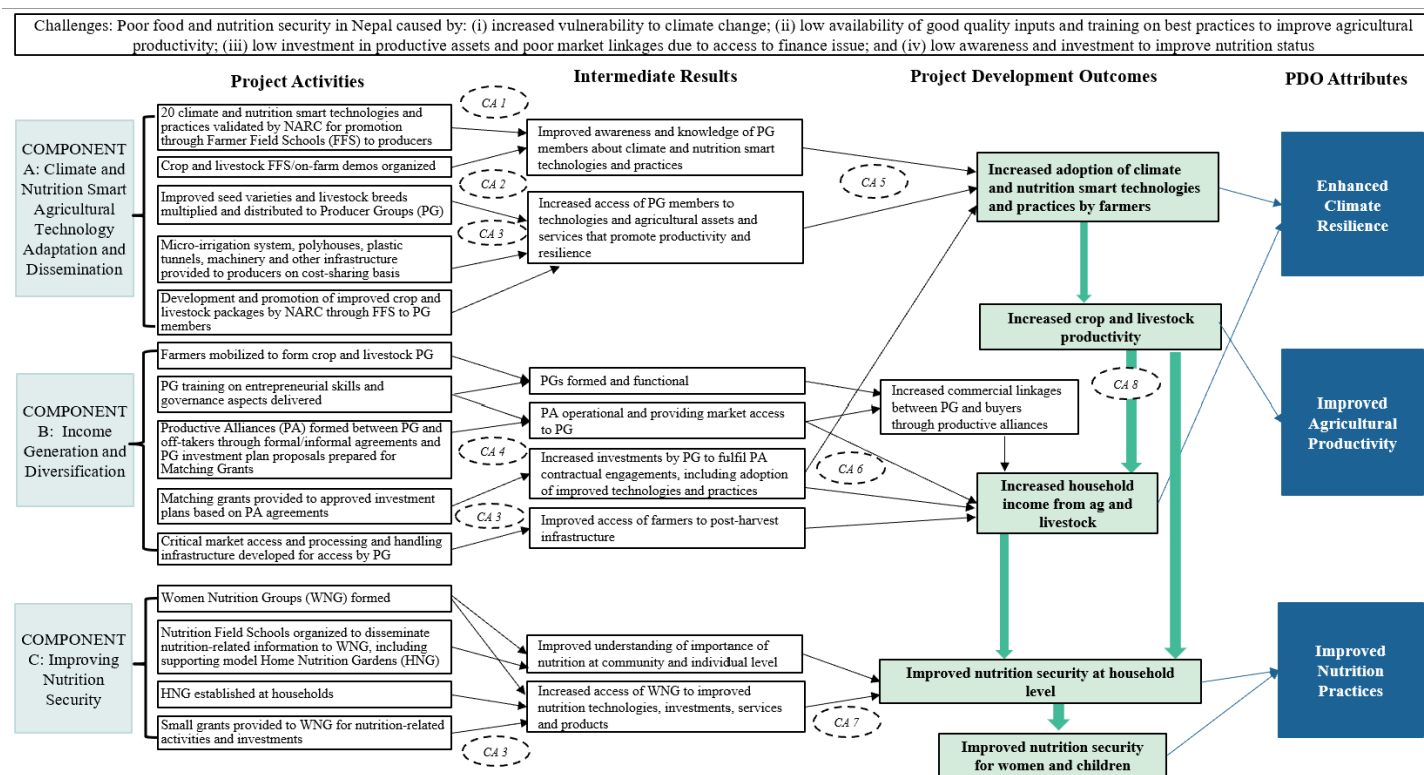 Challenges: Poor food and nutrition security in Nepal caused by: (i) increased vulnerability to climate change; (ii) low availability of good quality inputs and training on best practices to improve agricultural
productivity; (iii) low investment in productive assets and poor market linkages due to access to finance issue; and (iv) low awareness and investment to improve nutrition status
Project Activities
Intermediate Results
Project Development Outcomes
PDO Attributes
COMPONENT
A: Climate and
Nutrition Smart
Agricultural
Technology
Adaptation and
Dissemination
20 climate and nutrition smart technologies and
practices validated by NARC for promotion
through Farmer Field Schools (FFS) to producers
Crop and livestock FFS/on-farm demos organized
Improved seed varieties and livestock breeds
multiplied and distributed to Producer Groups (PG)
Micro-irrigation system, polyhouses, plastic
tunnels, machinery and other infrastructure
provided to producers on cost-sharing basis
Development and promotion of improved crop and
livestock packages by NARC through FFS to PG
members
CA 1
CA 2
CA 3
Improved awareness and knowledge of PG
members about climate and nutrition smart
technologies and practices
Increased access of PG members to
technologies and agricultural assets and
services that promote productivity and
resilience
CA 5
Increased adoption of climate
and nutrition smart technologies
and practices by farmers
Increased crop and livestock
productivity
Enhanced
Climate
Resilience
COMPONENT
B: Income
Generation and
Diversification
Farmers mobilized to form crop and livestock PG
PG training on entrepreneurial skills and
governance aspects delivered
Productive Alliances (PA) formed between PG and
off-takers through formal/informal agreements and
PG investment plan proposals prepared for
Matching Grants
Matching grants provided to approved investment
plans based on PA agreements
Critical market access and processing and handling
infrastructure developed for access by PG
CA 4
CA 3
PGs formed and functional
PA operational and providing market access
to PG
Increased investments by PG to fulfil PA
contractual engagements, including adoption
of improved technologies and practices
Improved access of farmers to post-harvest
infrastructure
CA 6
Increased commercial linkages
between PG and buyers
through productive alliances
CA 8
Increased household
income from ag and
livestock
Improved
Agricultural
Productivity
COMPONENT
C: Improving
Nutrition
Security
Women Nutrition Groups (WNG) formed
Nutrition Field Schools organized to disseminate
nutrition-related information to WNG, including
supporting model Home Nutrition Gardens (HNG)
HNG established at households
Small grants provided to WNG for nutrition-related
activities and investments
CA 3
Improved understanding of importance of
nutrition at community and individual level
Increased access of WNG to improved
nutrition technologies, investments, services
and products
CA 7
Improved nutrition security at household
level
Improved nutrition security
for women and children
Improved
Nutrition
Practices